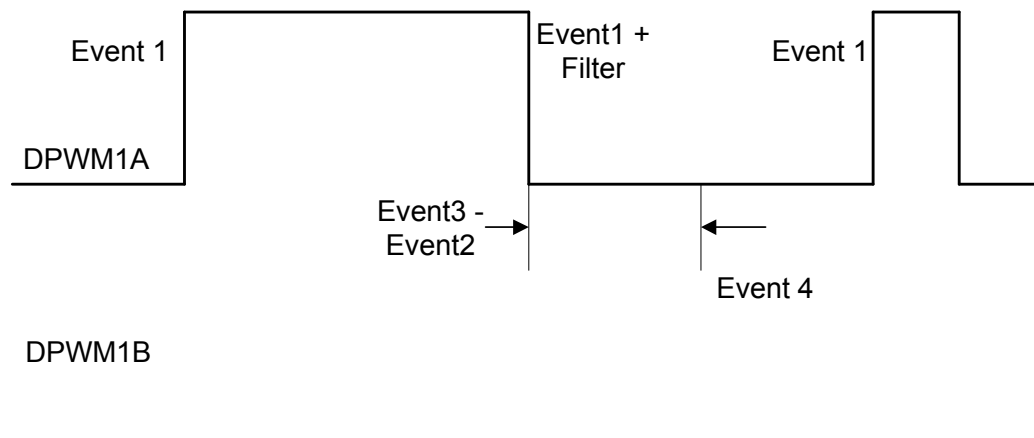 Event 1
Event1 +
Filter
Event 1
DPWM1A
Event3 -
Event2
Event 4
DPWM1B